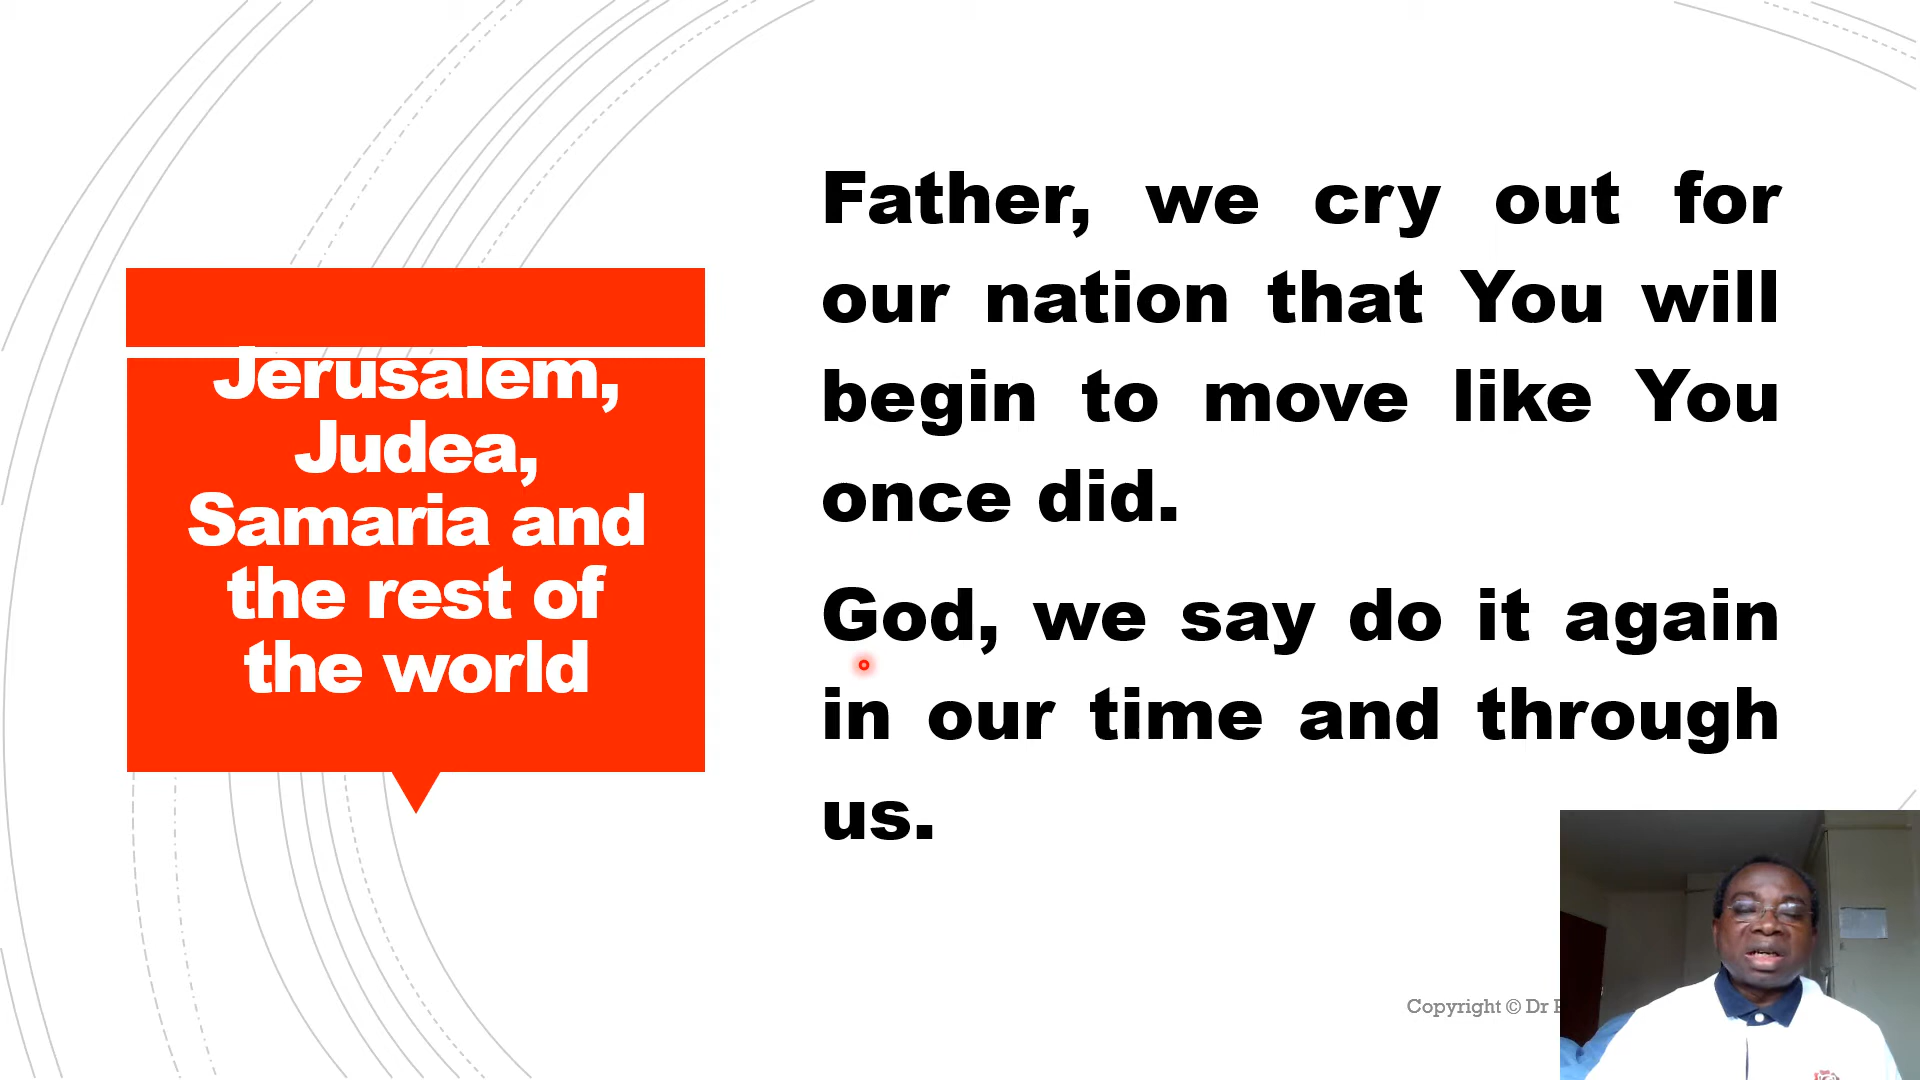 Jerusalem,
Judea,
Samaria and
the rest of
the world
Father, we cry out for
our nation that You will
begin to move like You
once did.
God, we say do it again
in our time and through
us.
Copyright © Dr